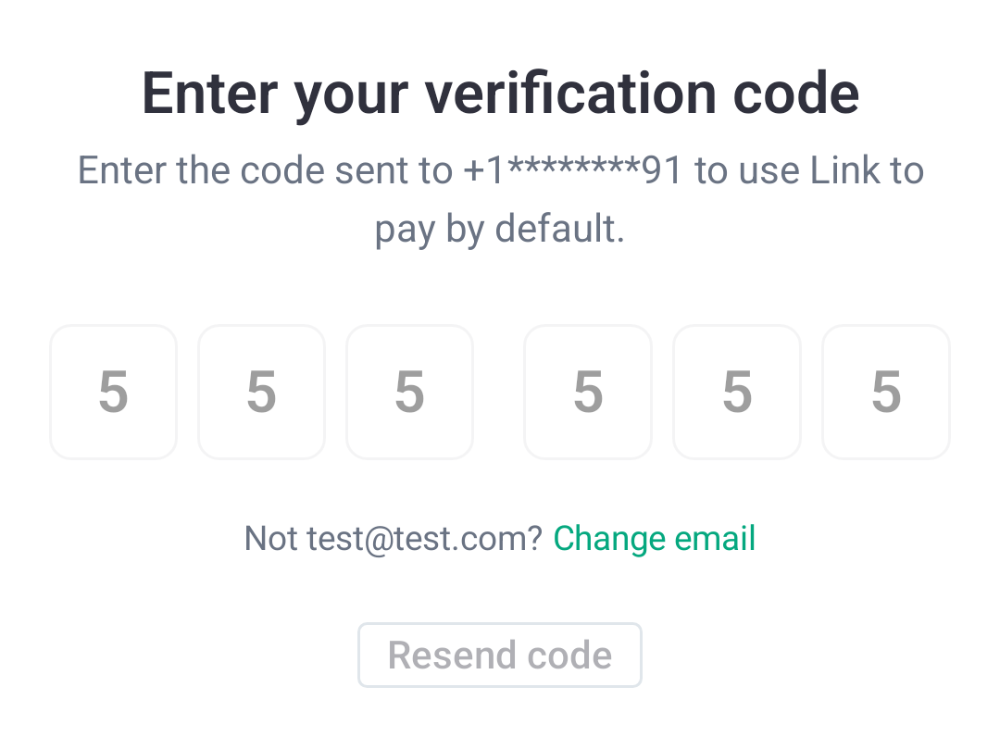 Enter your verification code
Enter the code sent to +1********91 to use Link to
pay by default.
5 5 5 5 5 5
Not test@test.com? Change email
Resend code